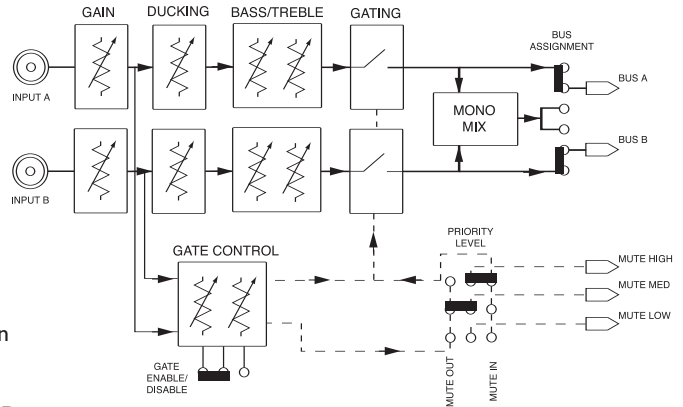 GAIN
DUCKING
BASS/TREBLE
GATING
BUS
ASSIGNMENT
INPUT A
BUS A
MONO
MIX
INPUT B
BUS B
GATE CONTROL
PRIORITY
LEVEL
MUTE HIGH
MUTE MED
MUTE LOW
GATE
ENABLE/
DISABLE
MUTE OUT
MUTE IN